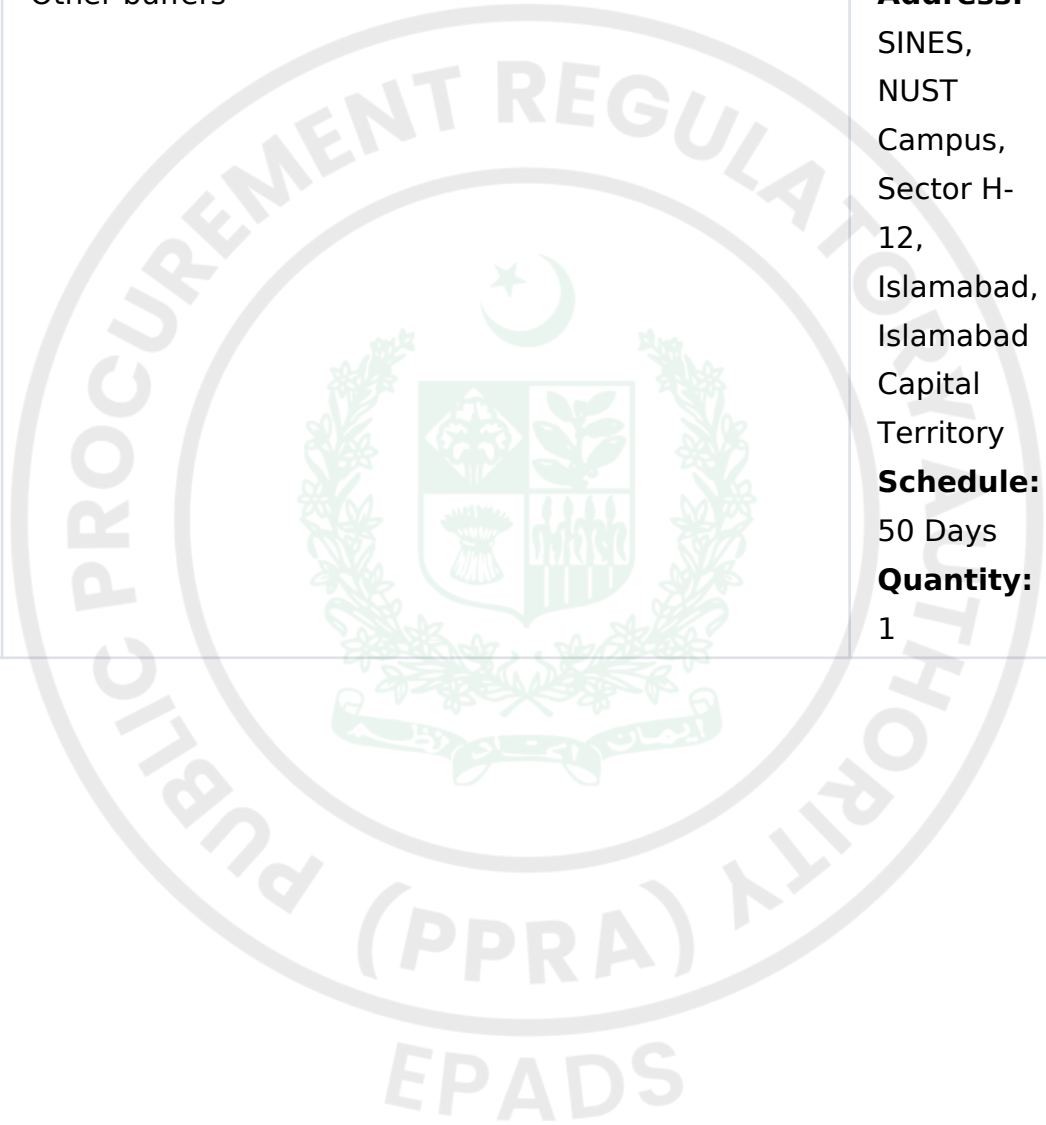 Other buffers
Address:
SINES,
NUST
Campus,
Sector H-
12,
Islamabad,
Islamabad
Capital
Territory
Schedule:
50 Days
Quantity:
1
PUBLIC PROCUREMENT REGULATORY AUTHORITY
(PPRA)
EPADS